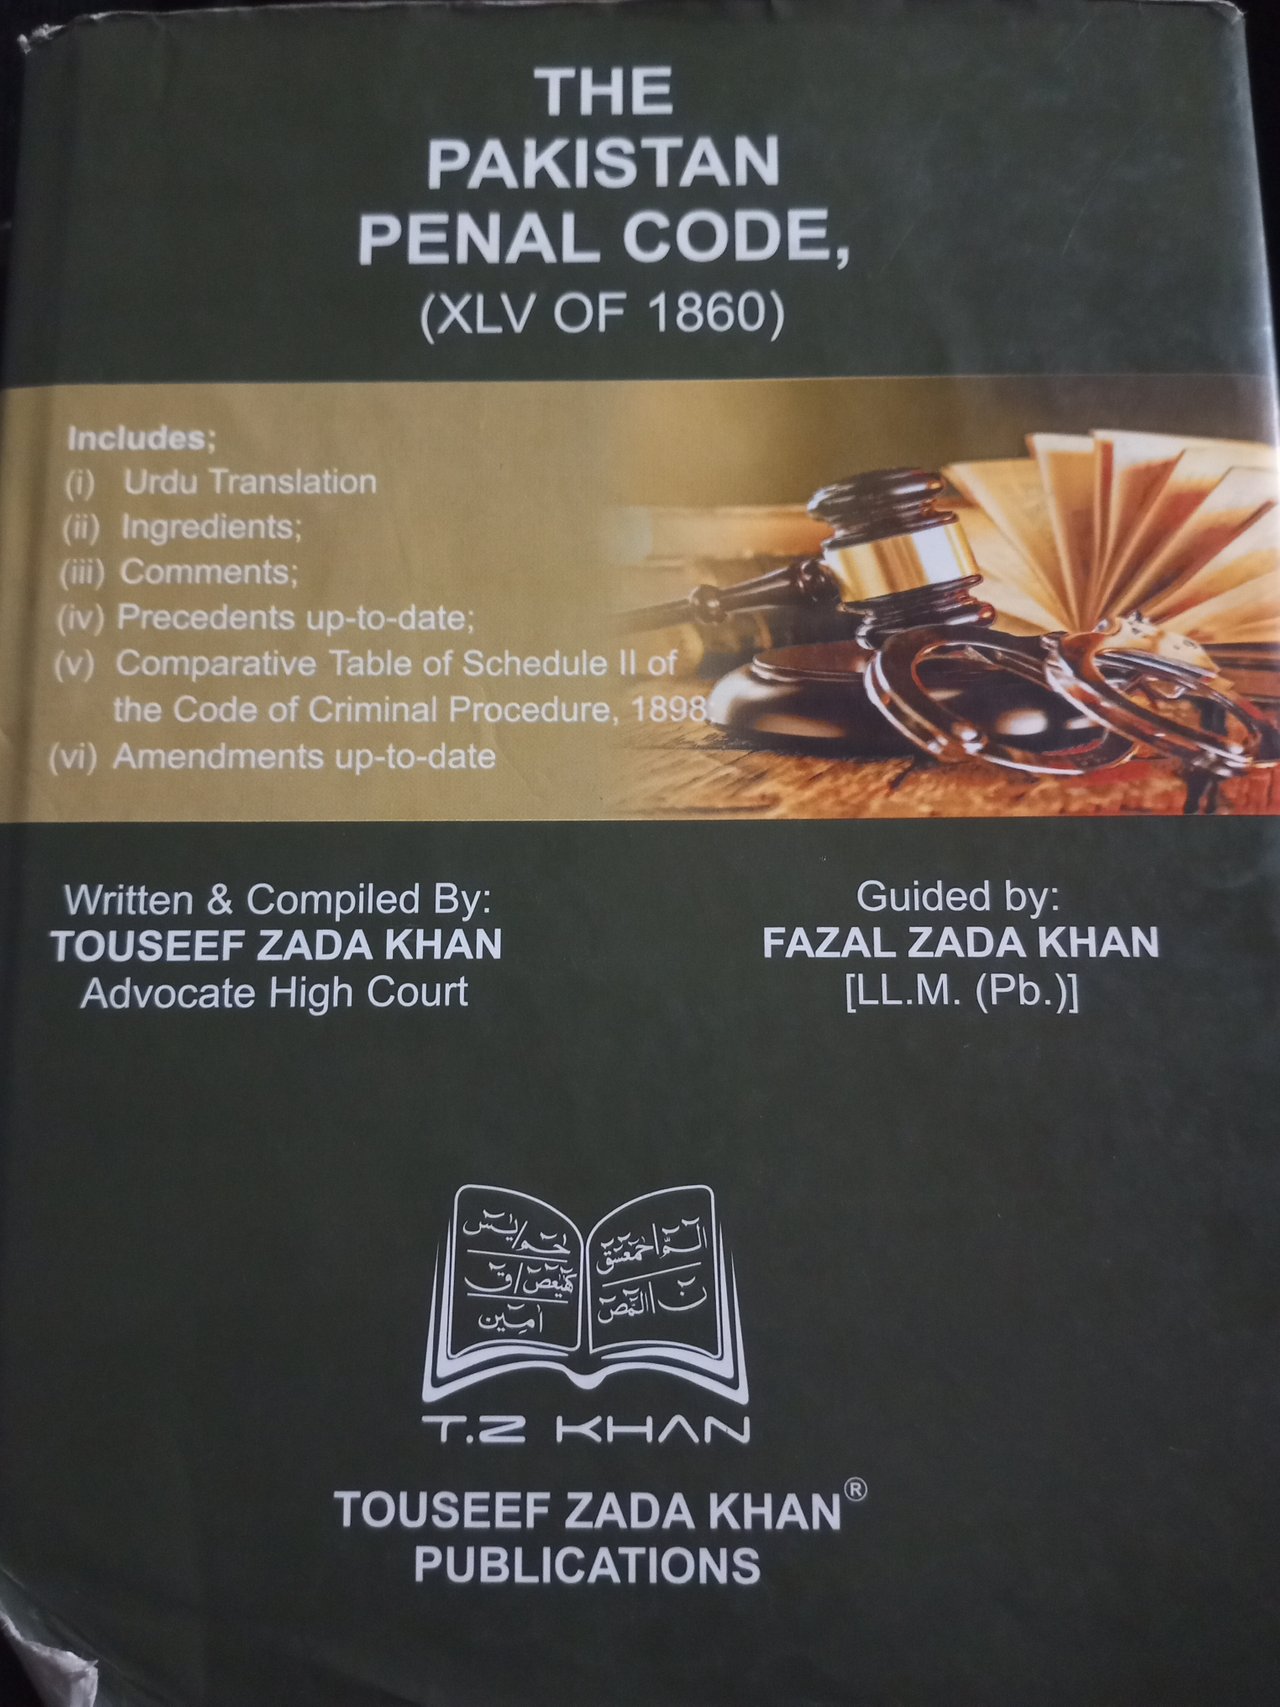 THE
PAKISTAN
PENAL CODE,
(XLV OF 1860)
Includes;
(i) Urdu Translation
(ii) Ingredients;
(iii) Comments;
(iv) Precedents up-to-date;
(v) Comparative Table of Schedule II of
the Code of Criminal Procedure, 1898;
(vi) Amendments up-to-date
Written & Compiled By:
TOUSEEF ZADA KHAN
Advocate High Court
Guided by:
FAZAL ZADA KHAN
[LL.M. (Pb.)]
الٓمّٓ حٰمٓعٓسٓقٓ
نٓ الٓمّٓصٓ
حٰمٓ يٰسٓ
كٓهٰيٰعٓصٓ قٓ
اٰمِيْن
T.Z KHAN
TOUSEEF ZADA KHAN®
PUBLICATIONS